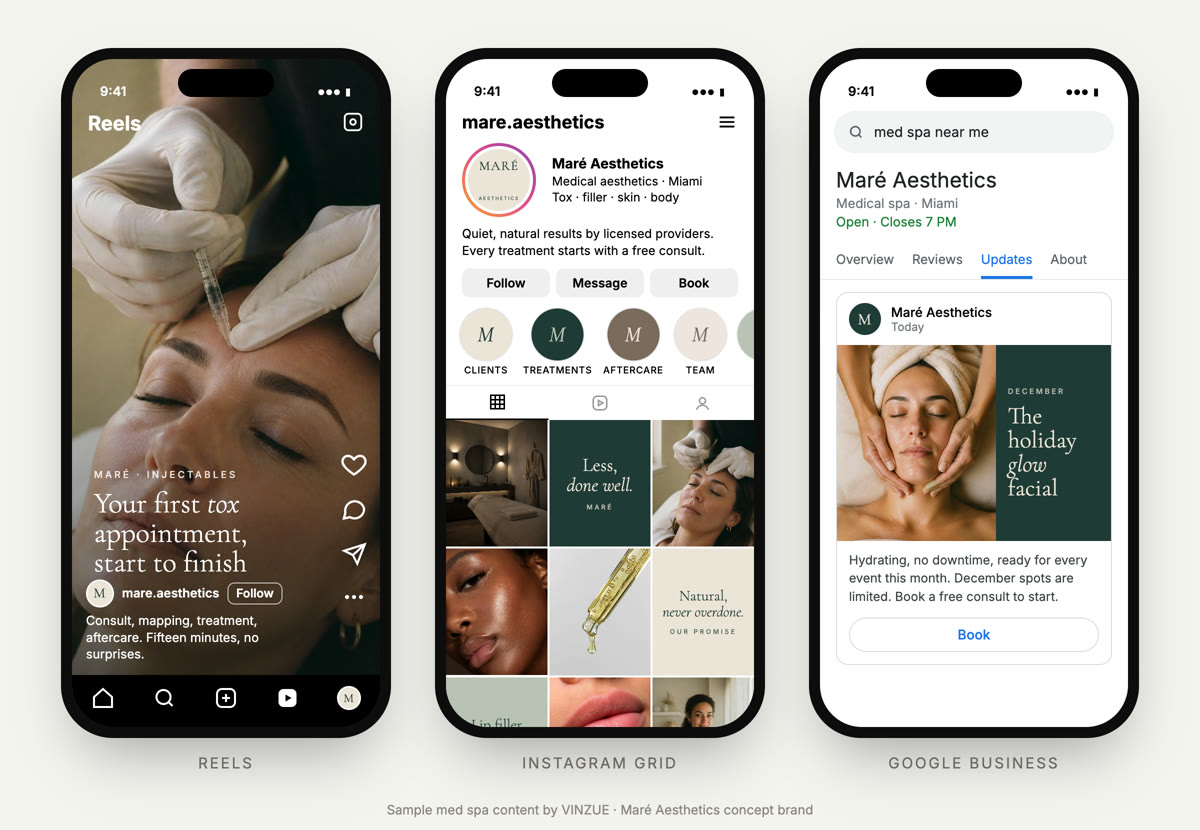 9:41
Reels
MARÉ · INJECTABLES
Your first tox
appointment,
start to finish
M
mare.aesthetics
Follow
Consult, mapping, treatment,
aftercare. Fifteen minutes, no
surprises.
M
REELS
9:41
mare.aesthetics
MARÉ
AESTHETICS
Maré Aesthetics
Medical aesthetics · Miami
Tox · filler · skin · body
Quiet, natural results by licensed providers.
Every treatment starts with a free consult.
Follow
Message
Book
M
M
M
M
CLIENTS
TREATMENTS
AFTERCARE
TEAM
Less,
done well.
MARÉ
Natural,
never overdone.
OUR PROMISE
Lip filler
INSTAGRAM GRID
9:41
med spa near me
Maré Aesthetics
Medical spa · Miami
Open · Closes 7 PM
Overview
Reviews
Updates
About
M
Maré Aesthetics
Today
DECEMBER
The
holiday
glow
facial
Hydrating, no downtime, ready for every
event this month. December spots are
limited. Book a free consult to start.
Book
GOOGLE BUSINESS
Sample med spa content by VINZUE · Maré Aesthetics concept brand